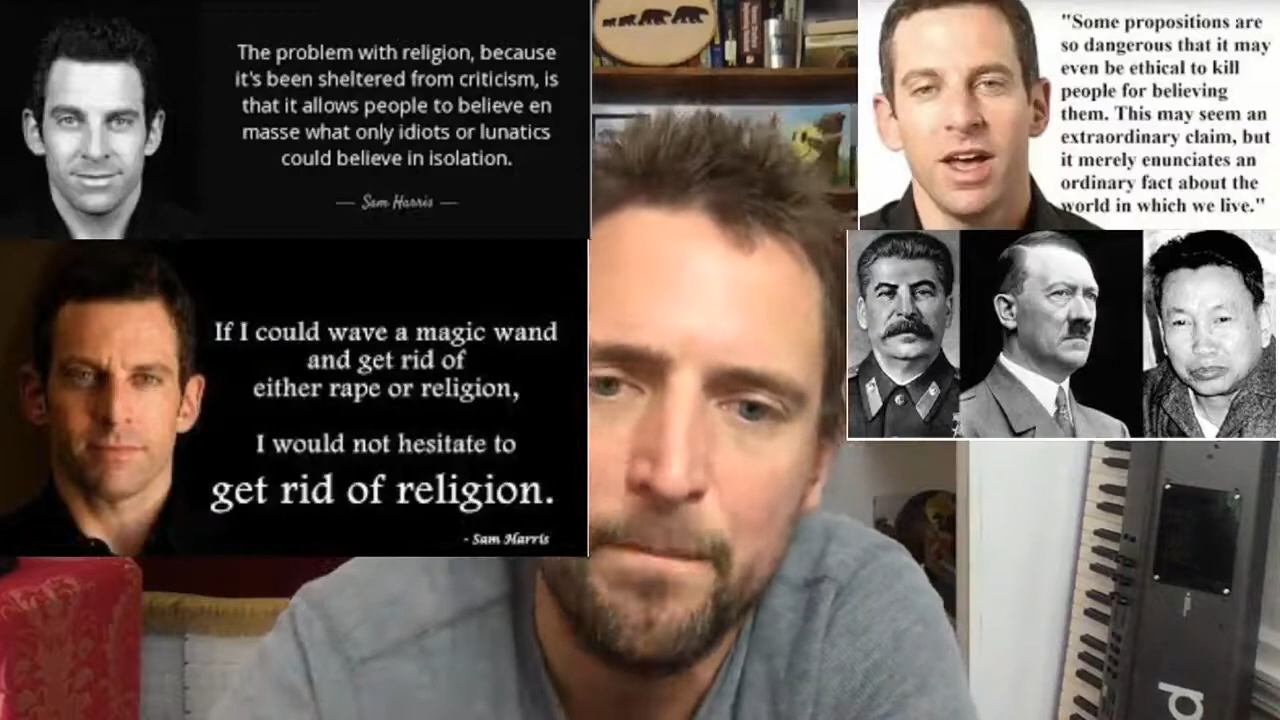 The problem with religion, because
it's been sheltered from criticism, is
that it allows people to believe en
masse what only idiots or lunatics
could believe in isolation.
— Sam Harris —
If I could wave a magic wand
and get rid of
either rape or religion,
I would not hesitate to
get rid of religion.
- Sam Harris
"Some propositions are
so dangerous that it may
even be ethical to kill
people for believing
them. This may seem an
extraordinary claim, but
it merely enunciates an
ordinary fact about the
world in which we live."